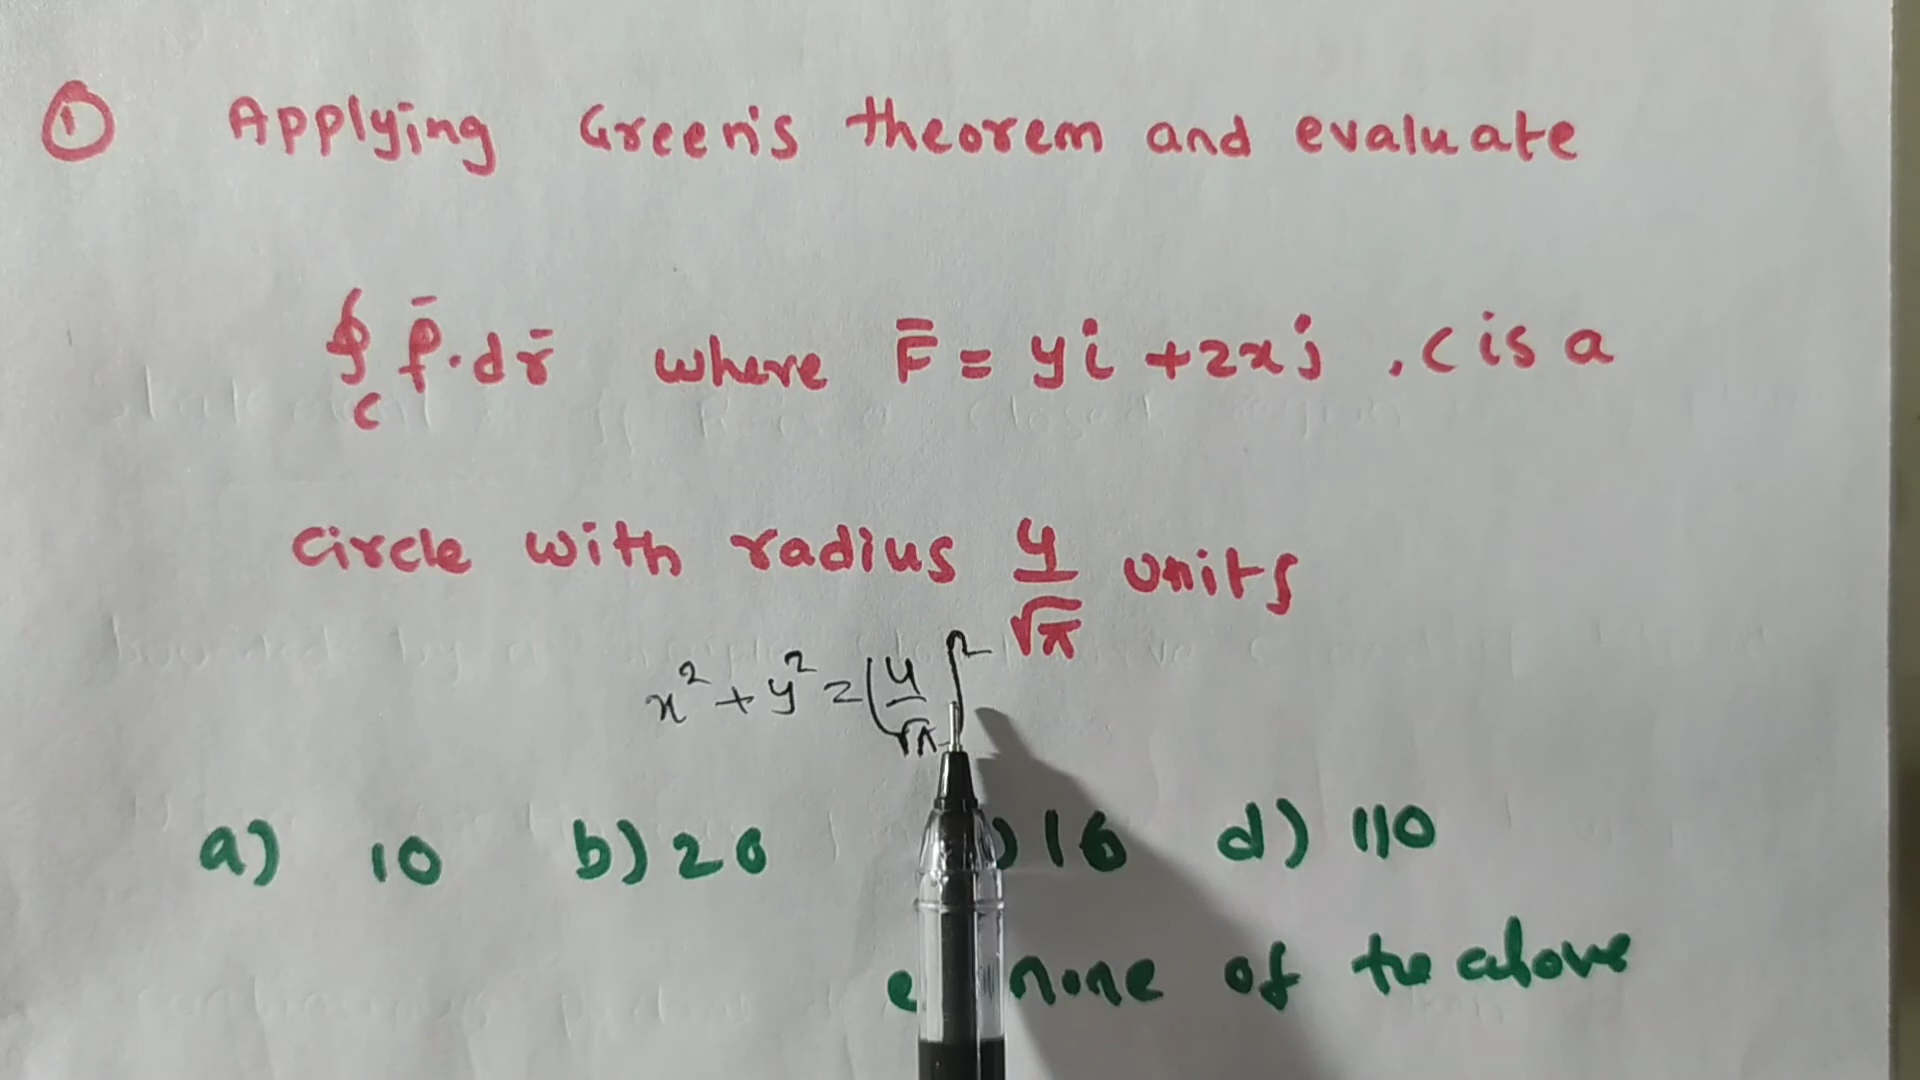 ① Applying Green's theorem and evaluate
∮_C F̄·dr̄ where F̄ = yi + 2xj , C is a
circle with radius 4/√π units
x² + y² = (4/√π)²
a) 10 b) 20 ) 16 d) 110
e none of the above